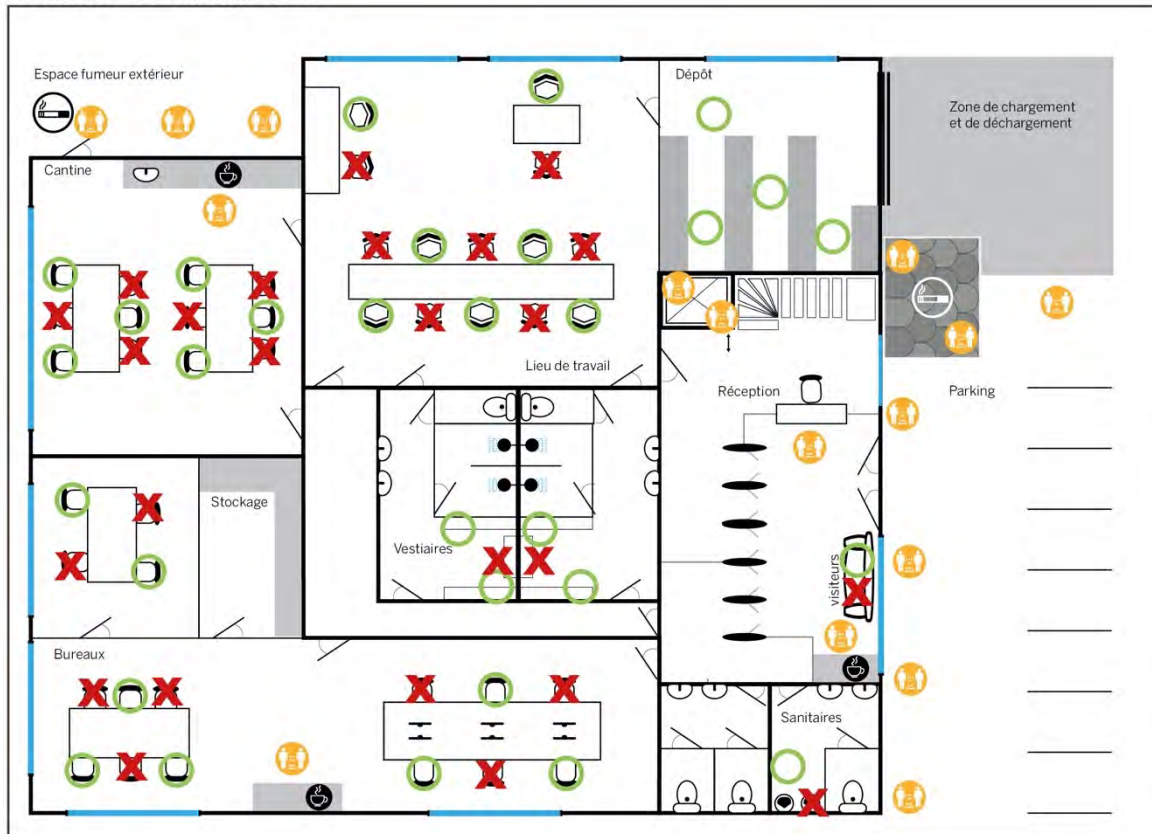 Espace fumeur extérieur
Dépôt
Zone de chargement
et de déchargement
Cantine
Lieu de travail
Réception
Parking
Stockage
Vestiaires
visiteurs
Bureaux
Sanitaires